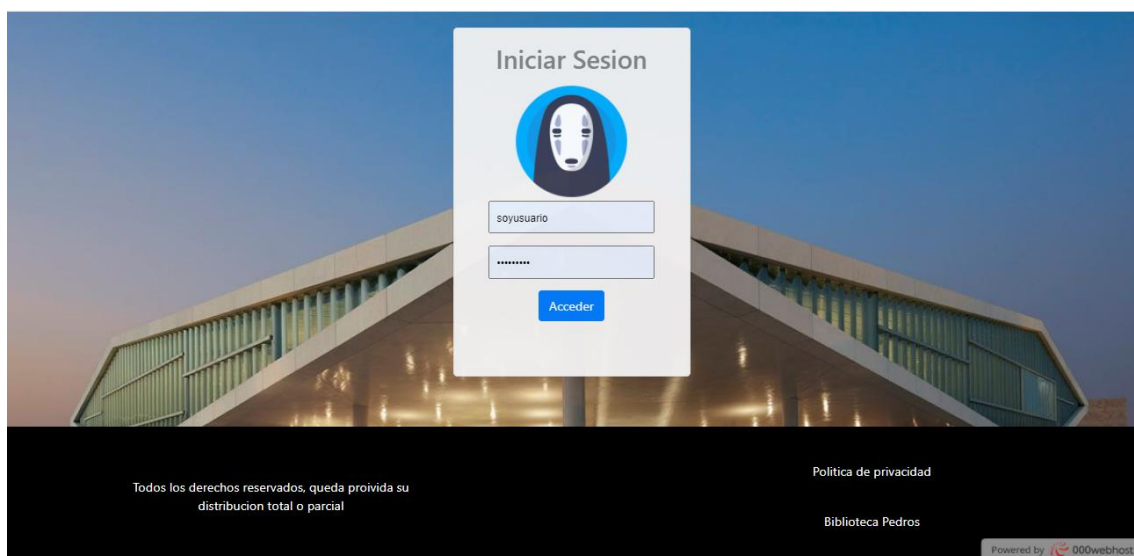 Iniciar Sesion
soyusuario
•••••••••
Acceder
Todos los derechos reservados, queda proivida su
distribucion total o parcial
Politica de privacidad
Biblioteca Pedros
Powered by 000webhost